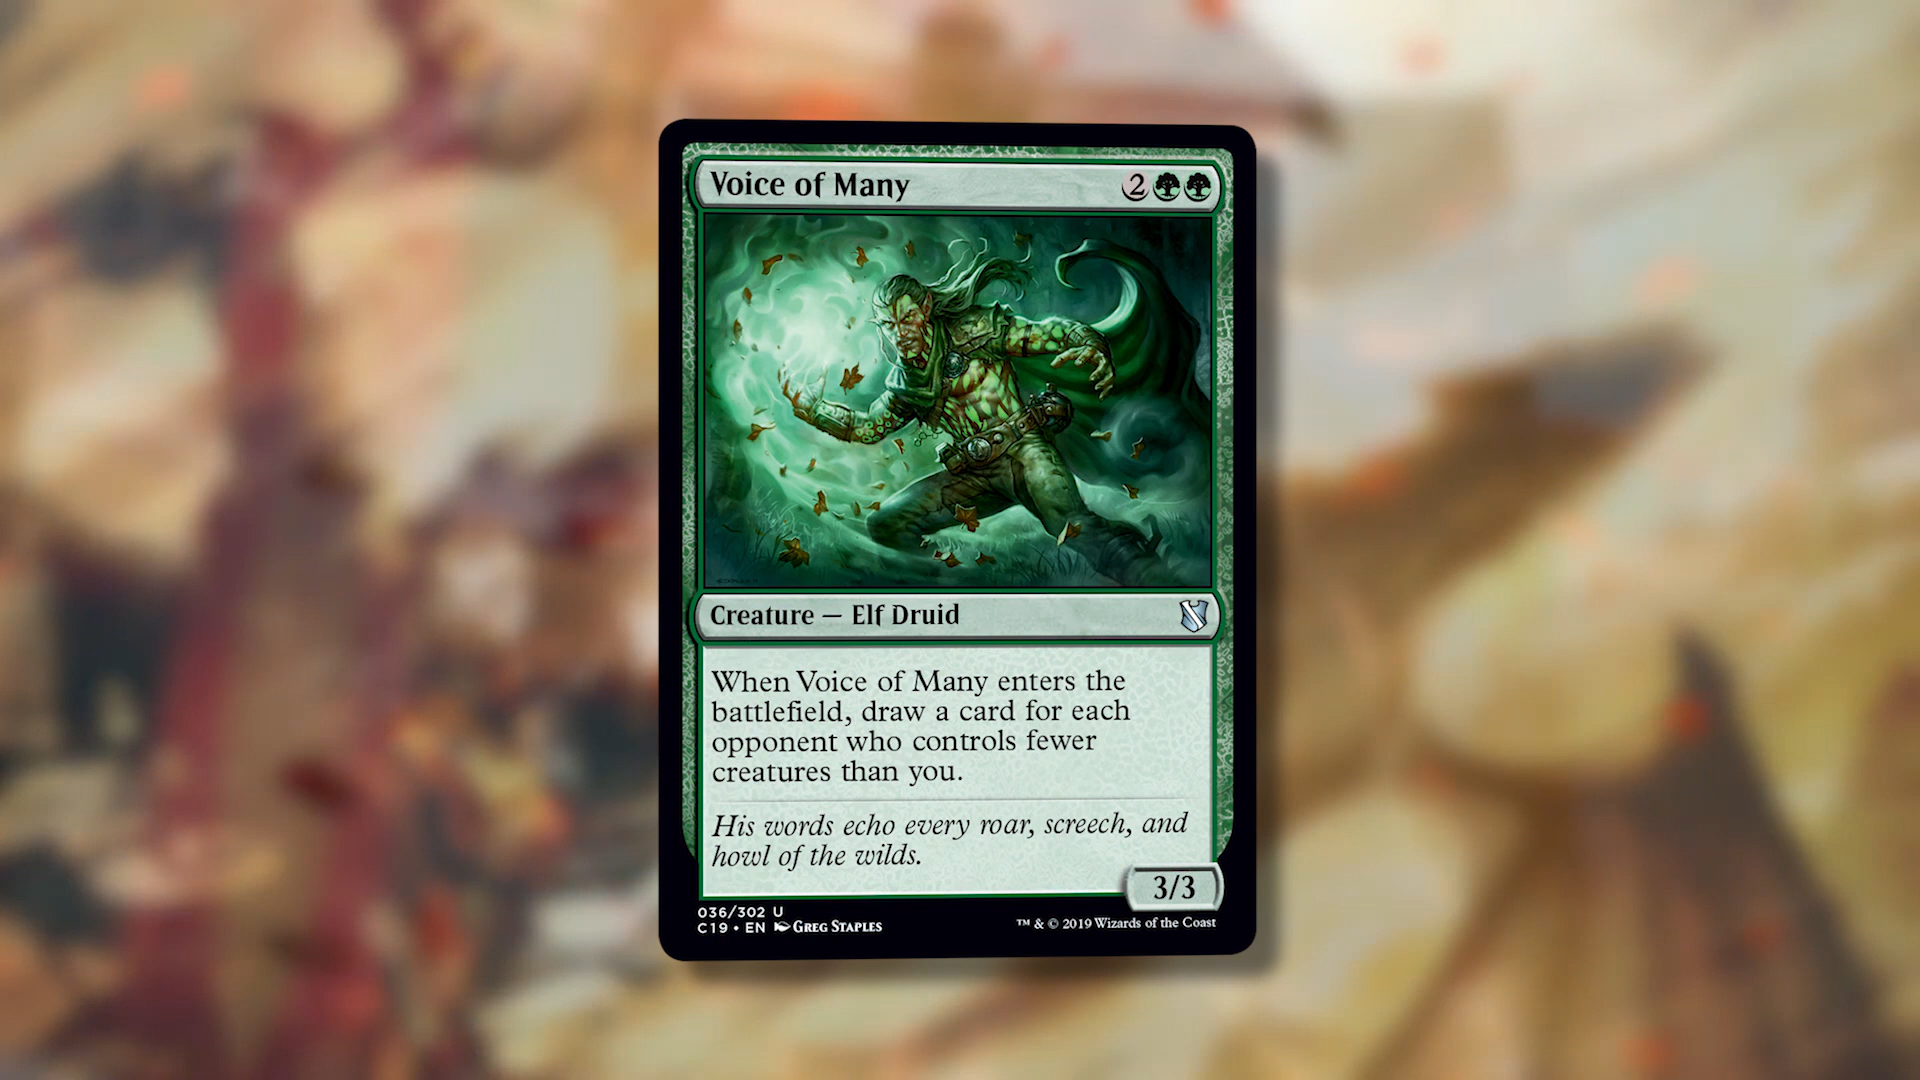 Voice of Many 2
Creature — Elf Druid
When Voice of Many enters the
battlefield, draw a card for each
opponent who controls fewer
creatures than you.
His words echo every roar, screech, and
howl of the wilds.
3/3
036/302 U
C19 • EN Greg Staples
™ & © 2019 Wizards of the Coast